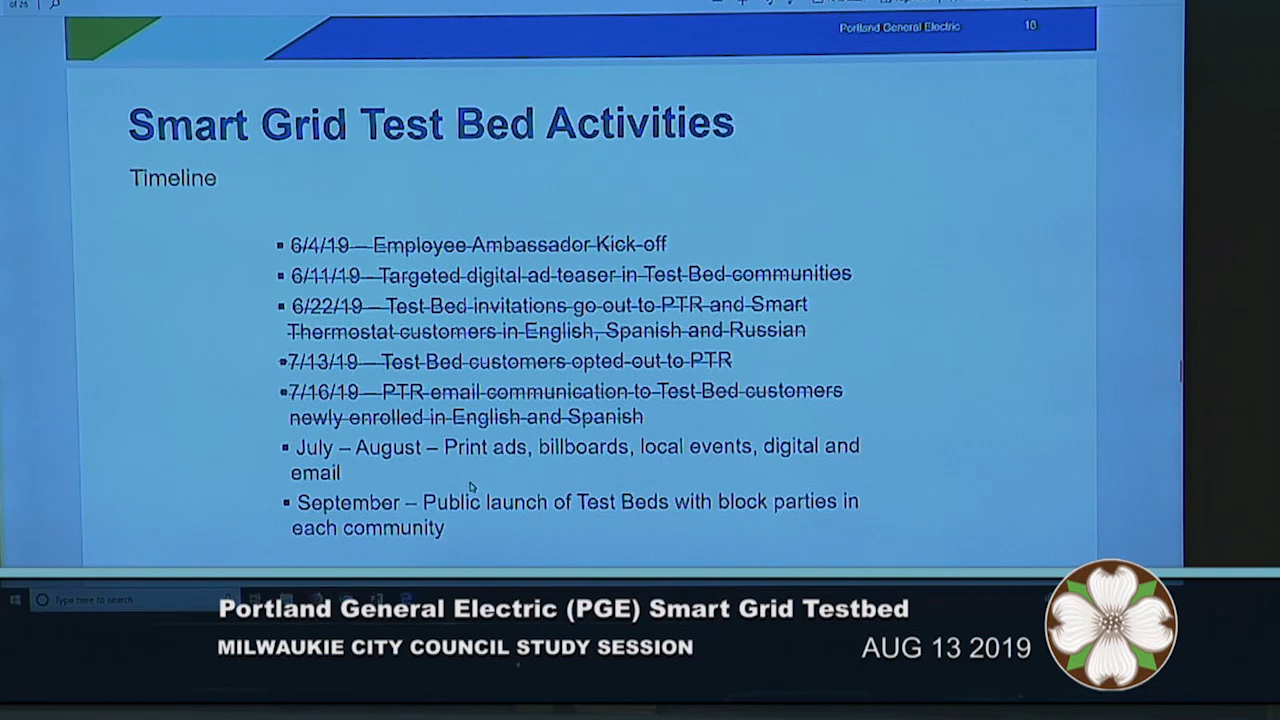 of 26
Portland General Electric 10
Smart Grid Test Bed Activities
Timeline
▪ 6/4/19 – Employee Ambassador Kick-off
▪ 6/11/19 – Targeted digital ad teaser in Test Bed communities
▪ 6/22/19 – Test Bed invitations go out to PTR and Smart
Thermostat customers in English, Spanish and Russian
▪ 7/13/19 – Test Bed customers opted-out to PTR
▪ 7/16/19 – PTR email communication to Test Bed customers
newly enrolled in English and Spanish
▪ July – August – Print ads, billboards, local events, digital and
email
▪ September – Public launch of Test Beds with block parties in
each community
Type here to search
Portland General Electric (PGE) Smart Grid Testbed
MILWAUKIE CITY COUNCIL STUDY SESSION
AUG 13 2019